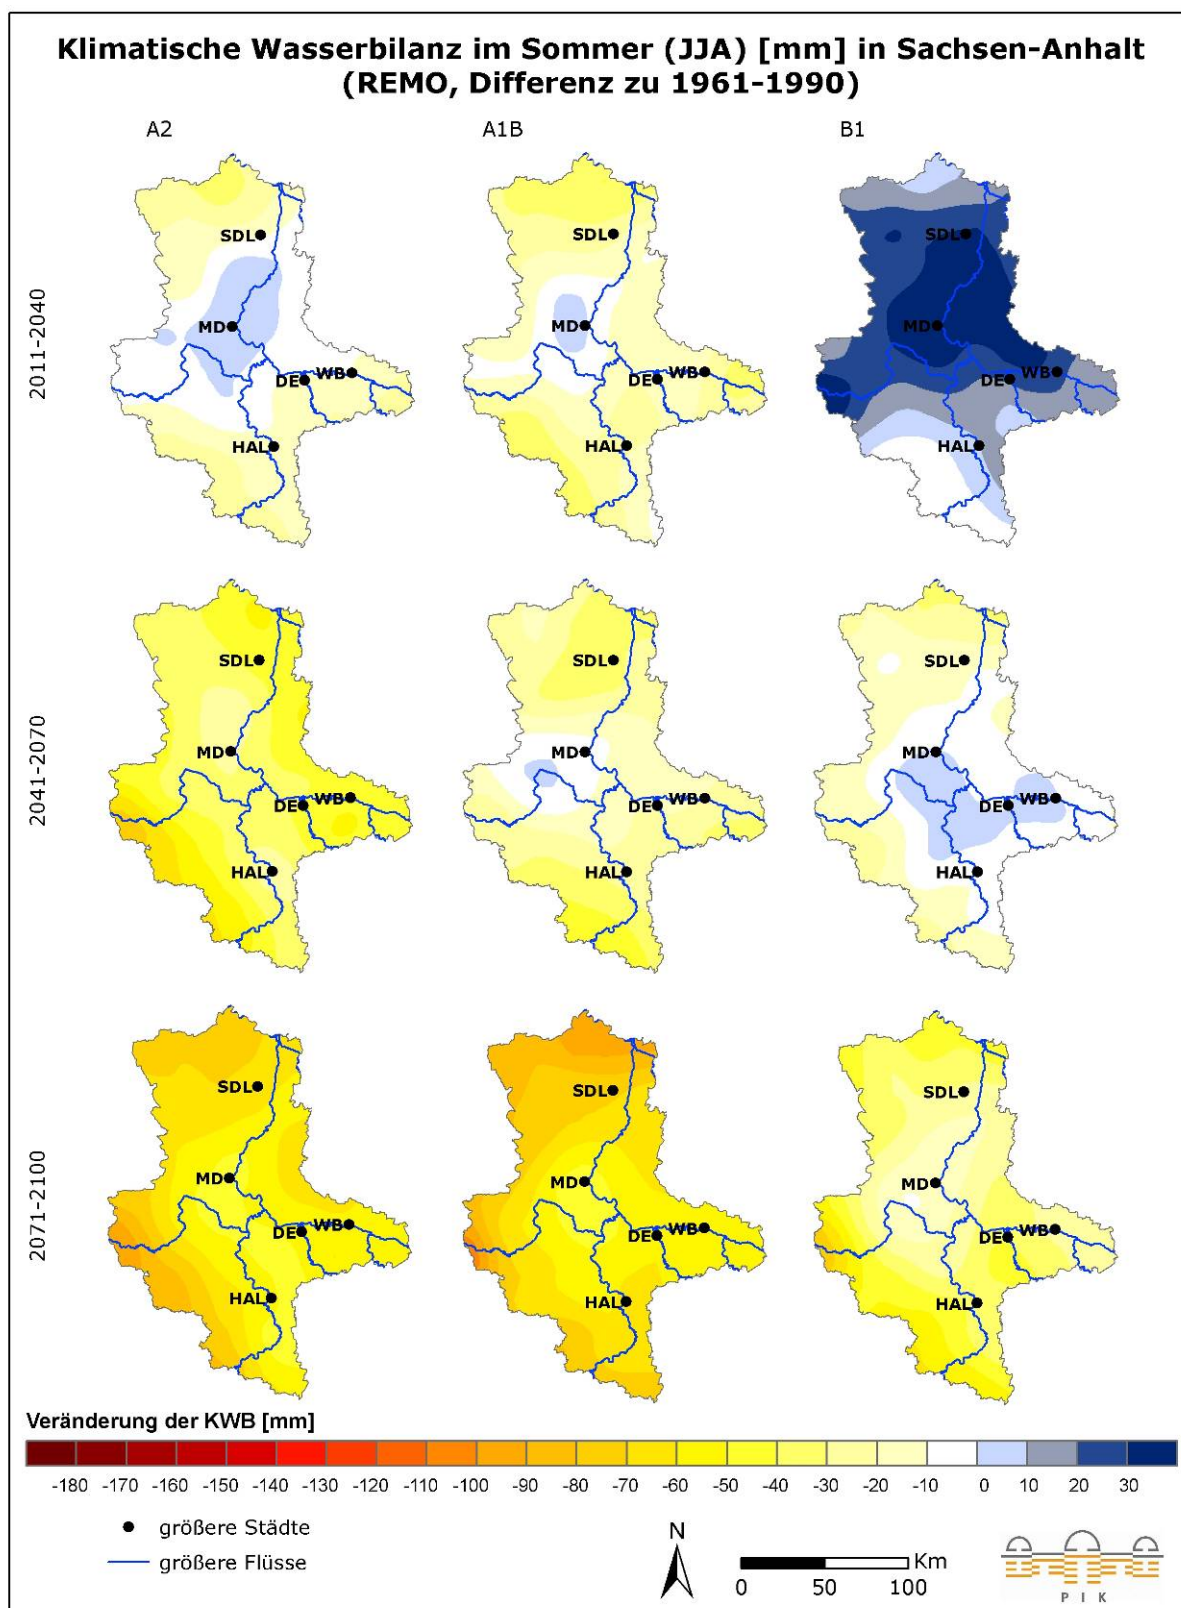 Klimatische Wasserbilanz im Sommer (JJA) [mm] in Sachsen-Anhalt
(REMO, Differenz zu 1961-1990)
A2 A1B B1
2011-2040
SDL
MD
DE
WB
HAL
SDL
MD
DE
WB
HAL
SDL
MD
DE
WB
HAL
2041-2070
SDL
MD
DE
WB
HAL
SDL
MD
DE
WB
HAL
SDL
MD
DE
WB
HAL
2071-2100
SDL
MD
DE
WB
HAL
SDL
MD
DE
WB
HAL
SDL
MD
DE
WB
HAL
Veränderung der KWB [mm]
-180 -170 -160 -150 -140 -130 -120 -110 -100 -90 -80 -70 -60 -50 -40 -30 -20 -10 0 10 20 30
größere Städte
größere Flüsse
N
Km
0 50 100
P I K